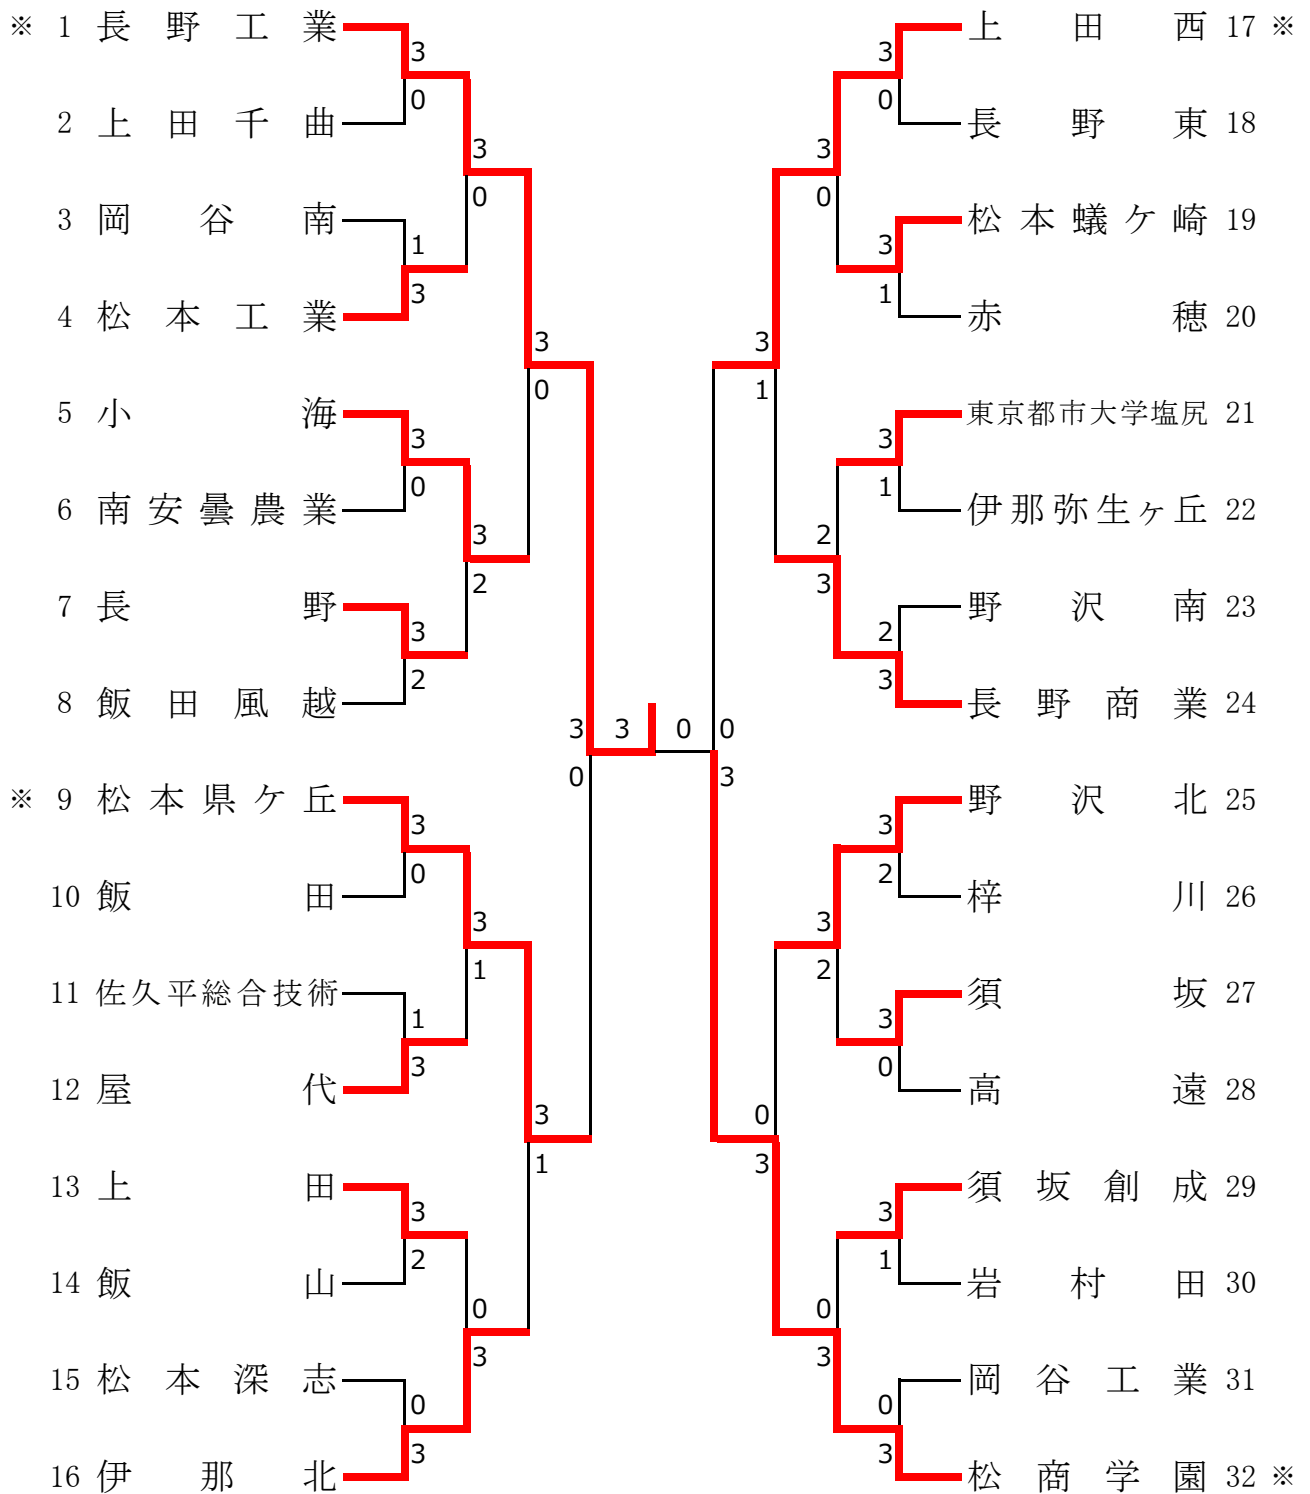 ※ 1 長野工業
3
0
2 上田千曲
3
0
3 岡谷南
1
3
4 松本工業
3
0
5 小海
3
0
6 南安曇農業
3
2
7 長野
3
2
8 飯田風越
3
0
※ 9 松本県ケ丘
3
0
10 飯田
3
1
11 佐久平総合技術
1
3
12 屋代
3
1
13 上田
3
2
14 飯山
0
3
15 松本深志
0
3
16 伊那北
3 0
上田西 17 ※
3
0
長野東 18
3
0
松本蟻ケ崎 19
3
1
赤穂 20
3
1
東京都市大学塩尻 21
3
1
伊那弥生ヶ丘 22
2
3
野沢南 23
2
3
長野商業 24
0
3
野沢北 25
3
2
梓川 26
3
2
須坂 27
3
0
高遠 28
0
3
須坂創成 29
3
1
岩村田 30
0
3
岡谷工業 31
0
3
松商学園 32 ※